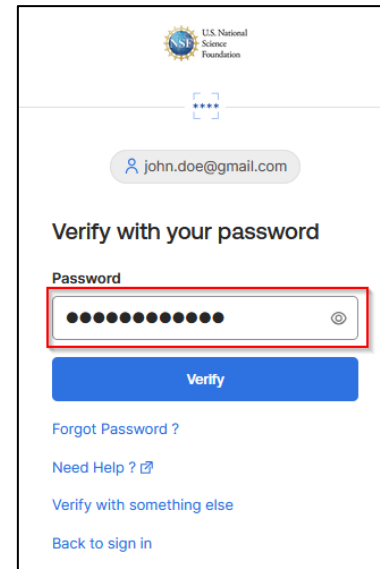 NSF
U.S. National
Science
Foundation
****
john.doe@gmail.com
Verify with your password
Password
●●●●●●●●●●●●
Verify
Forgot Password ?
Need Help ?
Verify with something else
Back to sign in